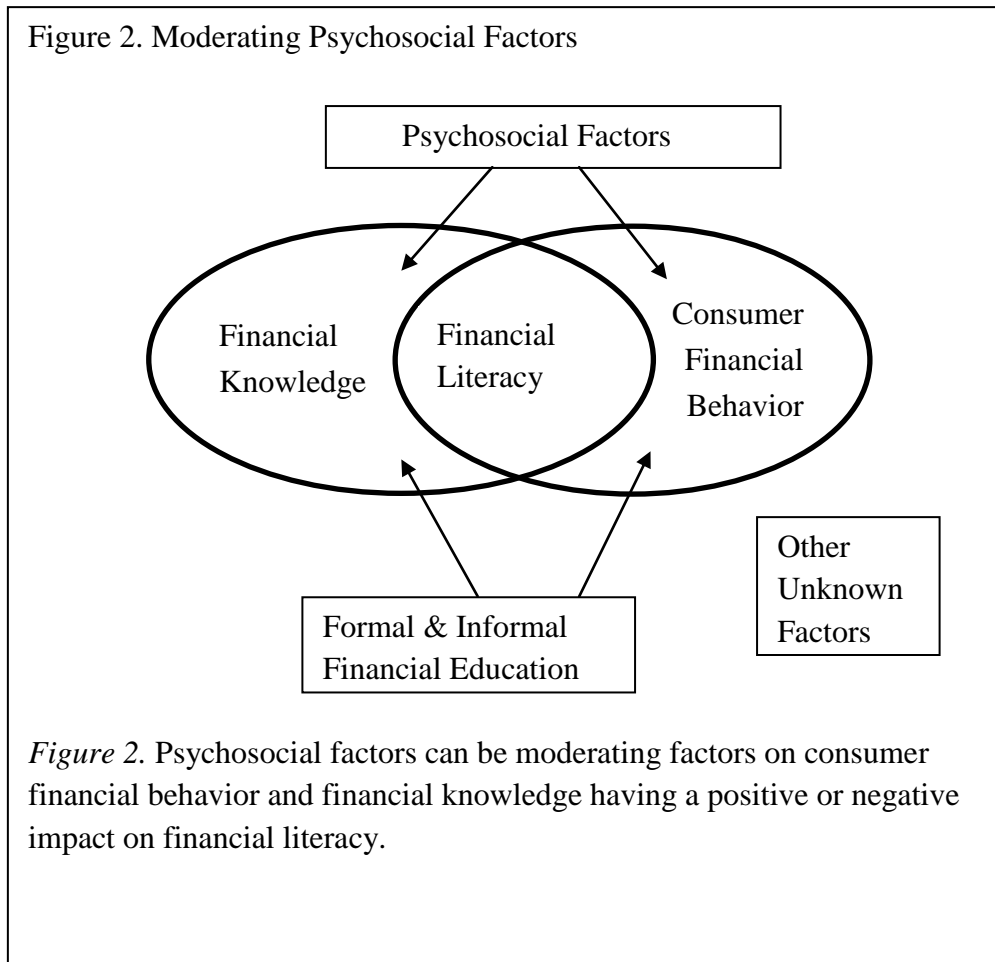 Figure 2. Moderating Psychosocial Factors
Psychosocial Factors
Financial
Knowledge
Financial
Literacy
Consumer
Financial
Behavior
Other
Unknown
Factors
Formal & Informal
Financial Education
Figure 2. Psychosocial factors can be moderating factors on consumer
financial behavior and financial knowledge having a positive or negative
impact on financial literacy.